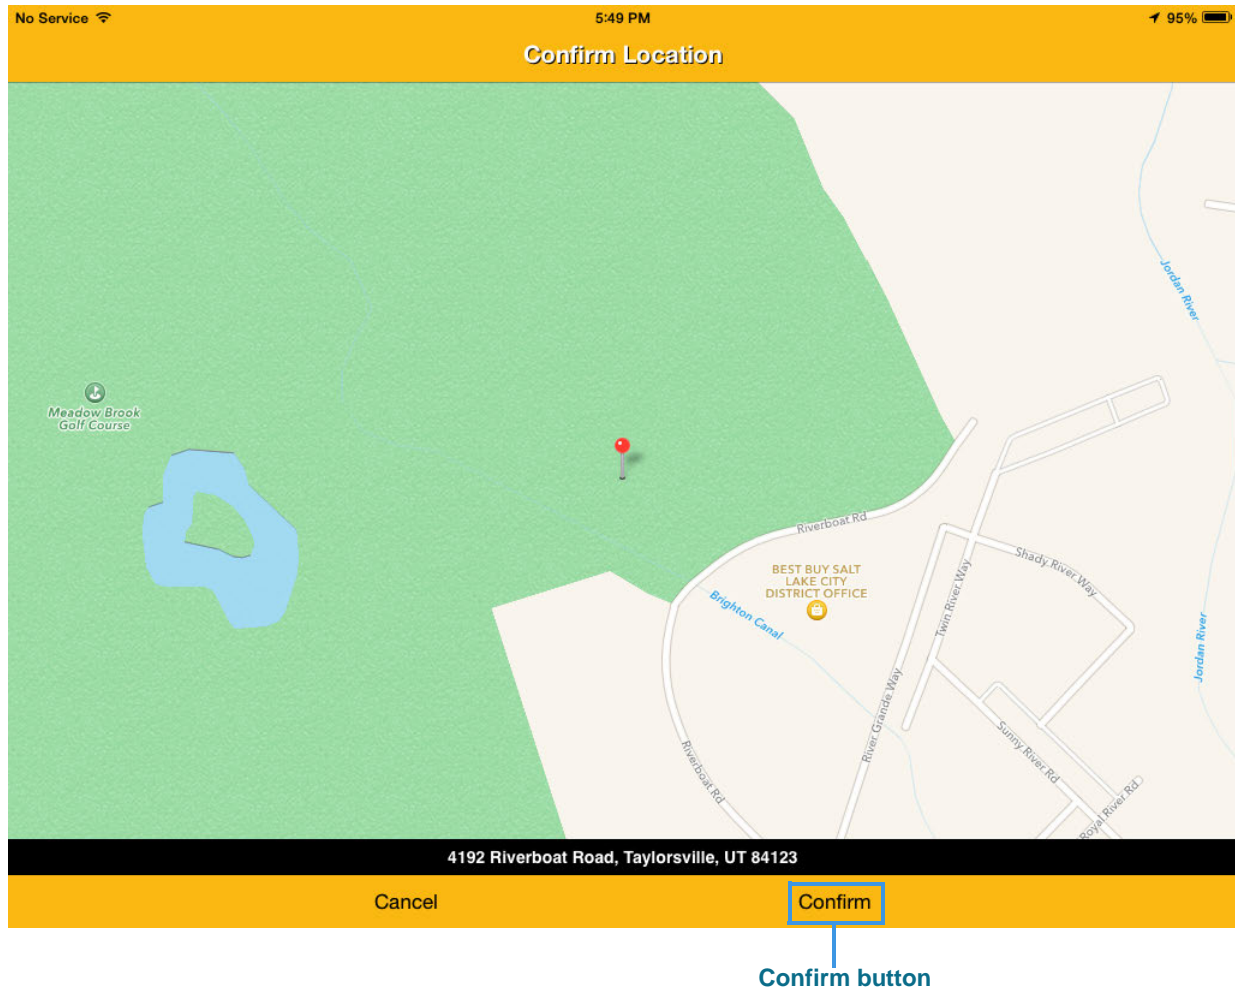 No Service
5:49 PM
95%
Confirm Location
Jordan River
Meadow Brook
Golf Course
Riverboat Rd
BEST BUY SALT
LAKE CITY
DISTRICT OFFICE
Shady River Way
Twin River Way
Brighton Canal
Jordan River
River Grande Way
Riverboat Rd
Sunny River Rd
Royal River Rd
4192 Riverboat Road, Taylorsville, UT 84123
Cancel
Confirm
Confirm button